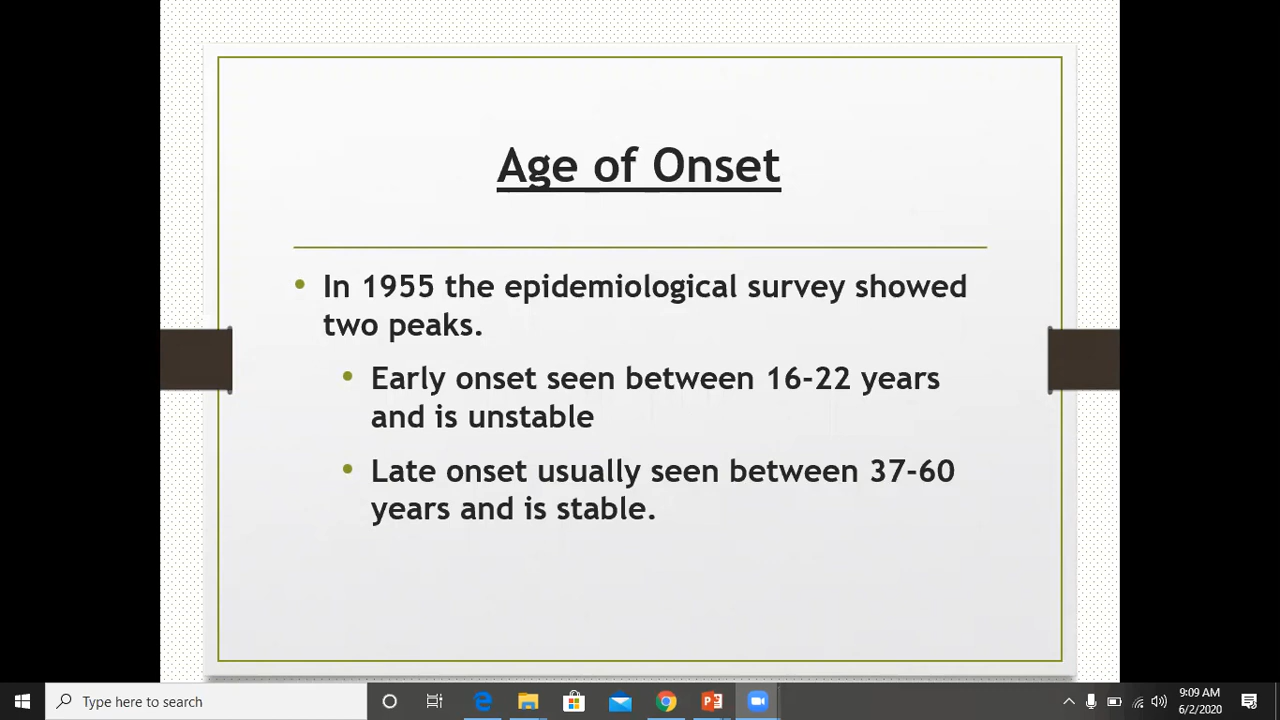 Age of Onset
In 1955 the epidemiological survey showed
two peaks.
Early onset seen between 16-22 years
and is unstable
Late onset usually seen between 37-60
years and is stable.
Type here to search
9:09 AM
6/2/2020